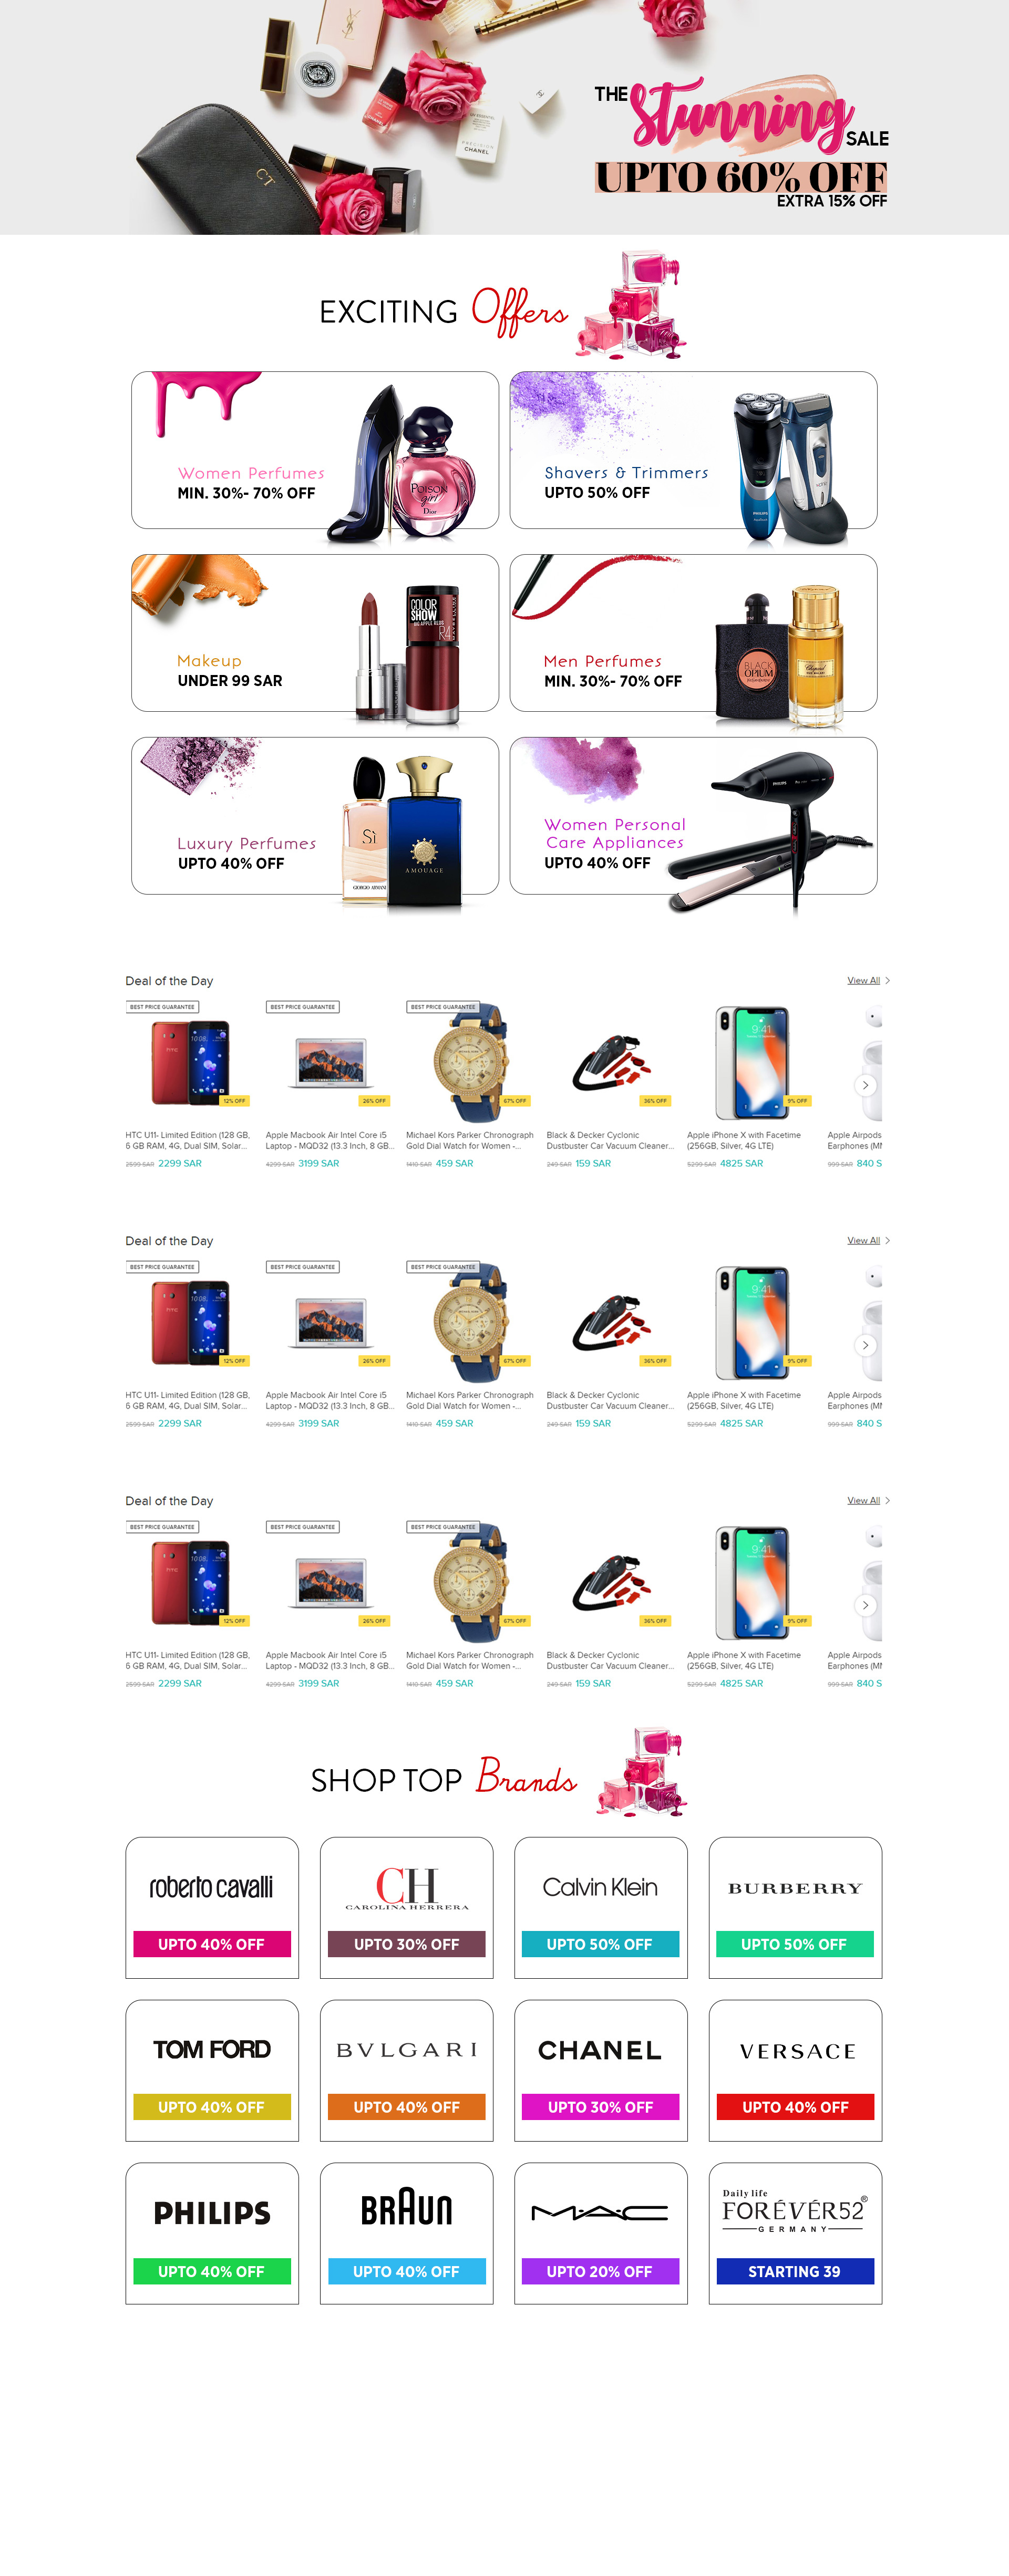 CT
PRECISION
CHANEL
THE Stunning SALE
UPTO 60% OFF
EXTRA 15% OFF
EXCITING Offers
Women Perfumes
MIN. 30%- 70% OFF
POISON
girl
Dior
Shavers & Trimmers
UPTO 50% OFF
PHILIPS
Makeup
UNDER 99 SAR
COLOR
SHOW
Men Perfumes
MIN. 30%- 70% OFF
BLACK
OPIUM
Luxury Perfumes
UPTO 40% OFF
Sì
GIORGIO ARMANI
AMOUAGE
Women Personal
Care Appliances
UPTO 40% OFF
PHILIPS
Deal of the Day
View All
BEST PRICE GUARANTEE
BEST PRICE GUARANTEE
BEST PRICE GUARANTEE
12% OFF
26% OFF
67% OFF
36% OFF
9% OFF
HTC U11- Limited Edition (128 GB,
6 GB RAM, 4G, Dual SIM, Solar...
2599 SAR 2299 SAR
Apple Macbook Air Intel Core i5
Laptop - MQD32 (13.3 Inch, 8 GB...
4299 SAR 3199 SAR
Michael Kors Parker Chronograph
Gold Dial Watch for Women -...
1410 SAR 459 SAR
Black & Decker Cyclonic
Dustbuster Car Vacuum Cleaner...
249 SAR 159 SAR
Apple iPhone X with Facetime
(256GB, Silver, 4G LTE)
5299 SAR 4825 SAR
Apple Airpods
Earphones (MM
999 SAR 840 S
Deal of the Day
View All
BEST PRICE GUARANTEE
BEST PRICE GUARANTEE
BEST PRICE GUARANTEE
12% OFF
26% OFF
67% OFF
36% OFF
9% OFF
HTC U11- Limited Edition (128 GB,
6 GB RAM, 4G, Dual SIM, Solar...
2599 SAR 2299 SAR
Apple Macbook Air Intel Core i5
Laptop - MQD32 (13.3 Inch, 8 GB...
4299 SAR 3199 SAR
Michael Kors Parker Chronograph
Gold Dial Watch for Women -...
1410 SAR 459 SAR
Black & Decker Cyclonic
Dustbuster Car Vacuum Cleaner...
249 SAR 159 SAR
Apple iPhone X with Facetime
(256GB, Silver, 4G LTE)
5299 SAR 4825 SAR
Apple Airpods
Earphones (MM
999 SAR 840 S
Deal of the Day
View All
BEST PRICE GUARANTEE
BEST PRICE GUARANTEE
BEST PRICE GUARANTEE
12% OFF
26% OFF
67% OFF
36% OFF
9% OFF
HTC U11- Limited Edition (128 GB,
6 GB RAM, 4G, Dual SIM, Solar...
2599 SAR 2299 SAR
Apple Macbook Air Intel Core i5
Laptop - MQD32 (13.3 Inch, 8 GB...
4299 SAR 3199 SAR
Michael Kors Parker Chronograph
Gold Dial Watch for Women -...
1410 SAR 459 SAR
Black & Decker Cyclonic
Dustbuster Car Vacuum Cleaner...
249 SAR 159 SAR
Apple iPhone X with Facetime
(256GB, Silver, 4G LTE)
5299 SAR 4825 SAR
Apple Airpods
Earphones (MM
999 SAR 840 S
SHOP TOP Brands
roberto cavalli
UPTO 40% OFF
CH
CAROLINA HERRERA
UPTO 30% OFF
Calvin Klein
UPTO 50% OFF
BURBERRY
UPTO 50% OFF
TOM FORD
UPTO 40% OFF
BVLGARI
UPTO 40% OFF
CHANEL
UPTO 30% OFF
VERSACE
UPTO 40% OFF
PHILIPS
UPTO 40% OFF
BRAUN
UPTO 40% OFF
MAC
UPTO 20% OFF
Daily life
FORÉVÉR52®
GERMANY
STARTING 39